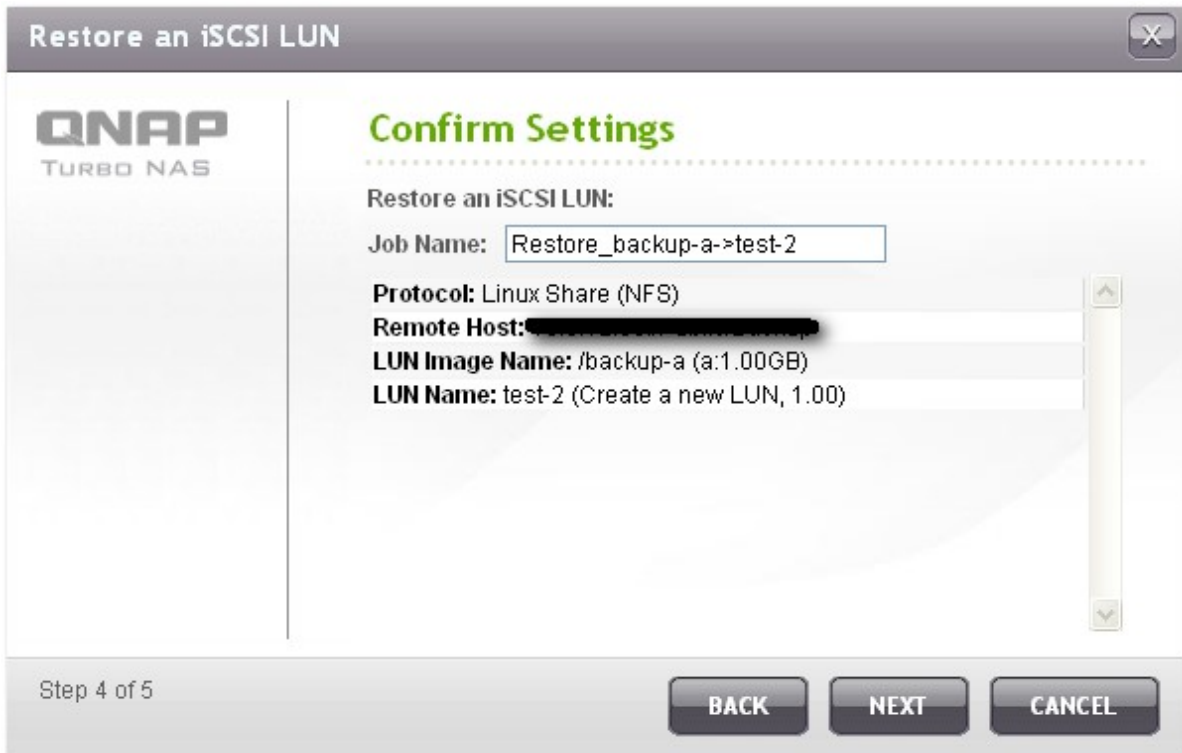 Restore an iSCSI LUN
X
QNAP
TURBO NAS
Confirm Settings
Restore an iSCSI LUN:
Job Name: Restore_backup-a->test-2
Protocol: Linux Share (NFS)
Remote Host:
LUN Image Name: /backup-a (a:1.00GB)
LUN Name: test-2 (Create a new LUN, 1.00)
Step 4 of 5
BACK NEXT CANCEL